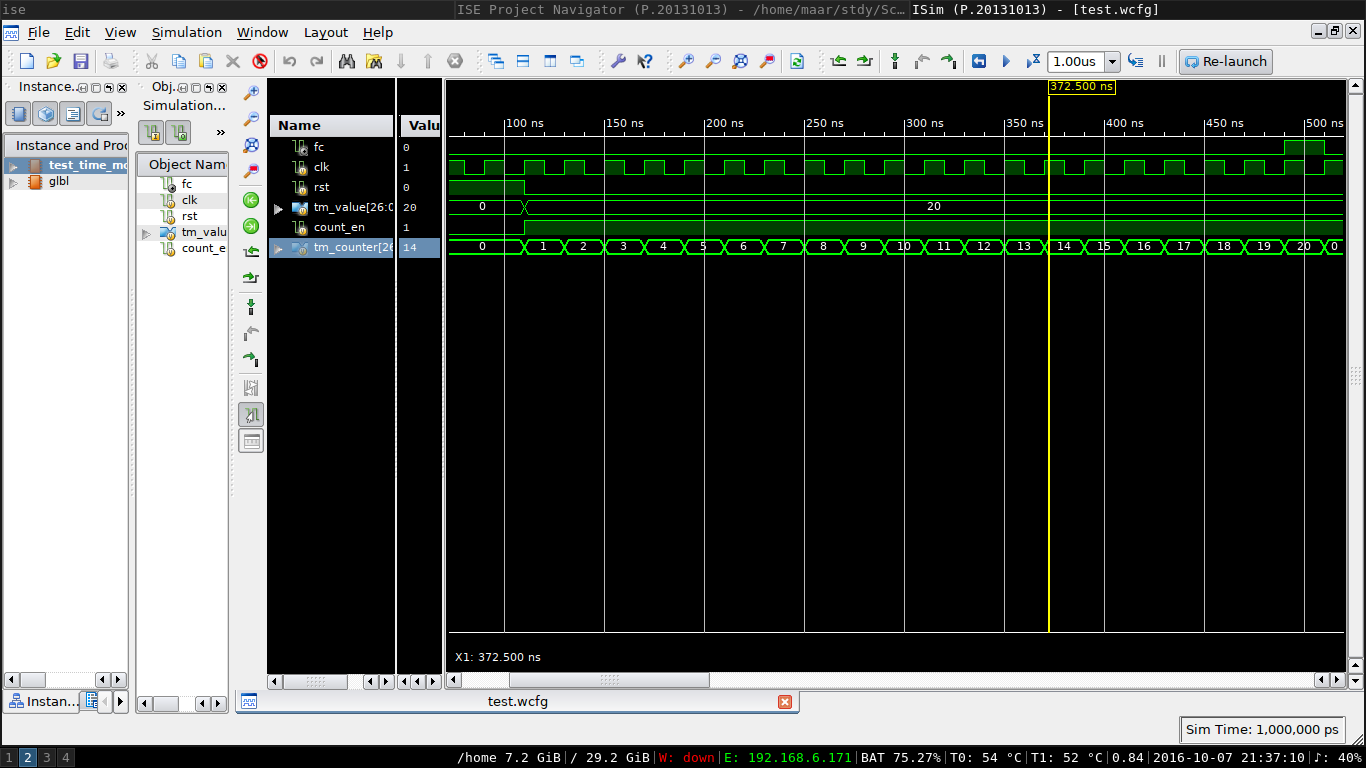 ise ISE Project Navigator (P.20131013) - /home/maar/stdy/Sc… ISim (P.20131013) - [test.wcfg]
File Edit View Simulation Window Layout Help
1.00us Re-launch
Instance...
Obj..
Simulation...
Instance and Proc
test_time_mo
glbl
Object Nam
fc
clk
rst
tm_valu
count_e
Name Valu
fc 0
clk 1
rst 0
tm_value[26:0 20
count_en 1
tm_counter[26 14
372.500 ns
100 ns 150 ns 200 ns 250 ns 300 ns 350 ns 400 ns 450 ns 500 ns
0 20
0 1 2 3 4 5 6 7 8 9 10 11 12 13 14 15 16 17 18 19 20 0
X1: 372.500 ns
Instan...
test.wcfg
Sim Time: 1,000,000 ps
1 2 3 4 /home 7.2 GiB|/ 29.2 GiB|W: down|E: 192.168.6.171|BAT 75.27%|T0: 54 °C|T1: 52 °C|0.84|2016-10-07 21:37:10|♪: 40%